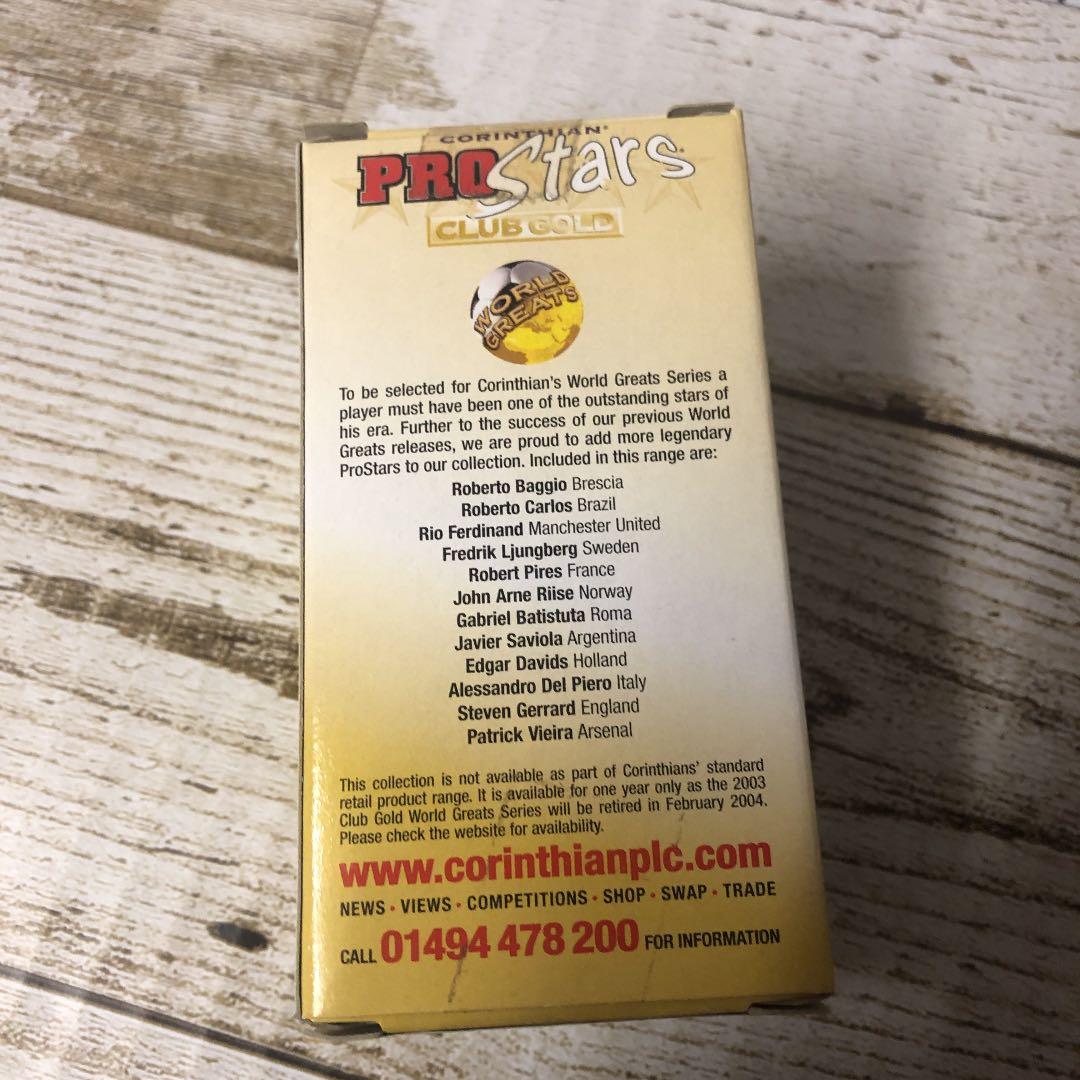 CORINTHIAN®
PROStars
CLUB GOLD
WORLD
GREATS
To be selected for Corinthian's World Greats Series a
player must have been one of the outstanding stars of
his era. Further to the success of our previous World
Greats releases, we are proud to add more legendary
ProStars to our collection. Included in this range are:
Roberto Baggio Brescia
Roberto Carlos Brazil
Rio Ferdinand Manchester United
Fredrik Ljungberg Sweden
Robert Pires France
John Arne Riise Norway
Gabriel Batistuta Roma
Javier Saviola Argentina
Edgar Davids Holland
Alessandro Del Piero Italy
Steven Gerrard England
Patrick Vieira Arsenal
This collection is not available as part of Corinthians' standard
retail product range. It is available for one year only as the 2003
Club Gold World Greats Series will be retired in February 2004.
Please check the website for availability.
www.corinthianplc.com
NEWS • VIEWS • COMPETITIONS • SHOP • SWAP • TRADE
CALL 01494 478 200 FOR INFORMATION